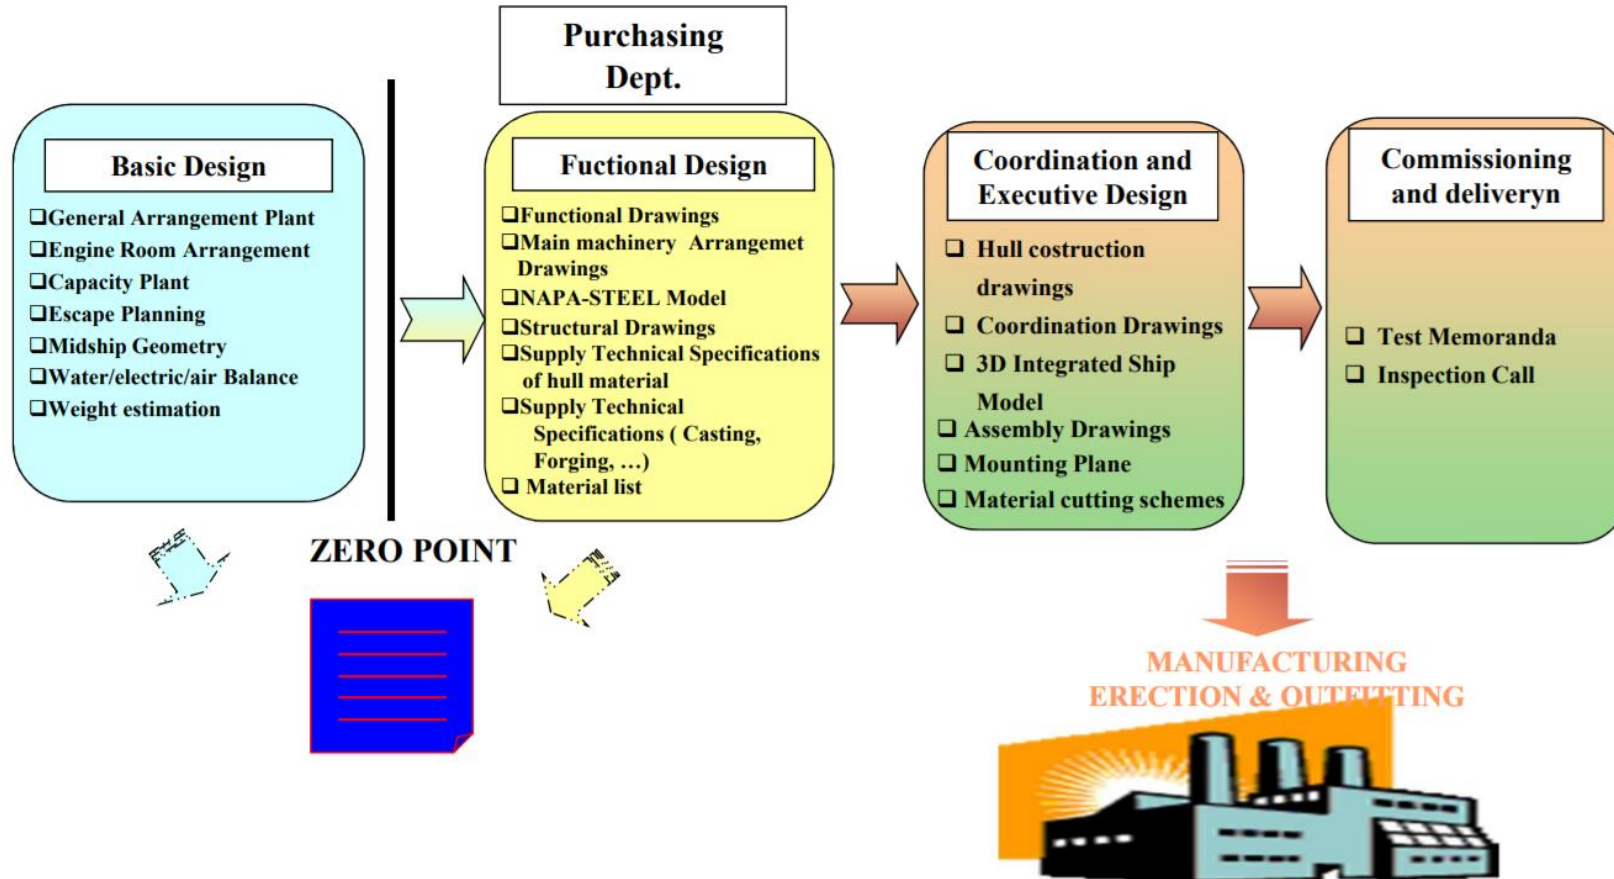 Purchasing
Dept.
Basic Design
❑General Arrangement Plant
❑Engine Room Arrangement
❑Capacity Plant
❑Escape Planning
❑Midship Geometry
❑Water/electric/air Balance
❑Weight estimation
Fuctional Design
❑Functional Drawings
❑Main machinery Arrangemet
Drawings
❑NAPA-STEEL Model
❑Structural Drawings
❑Supply Technical Specifications
of hull material
❑Supply Technical
Specifications ( Casting,
Forging, …)
❑ Material list
Coordination and
Executive Design
❑ Hull costruction
drawings
❑ Coordination Drawings
❑ 3D Integrated Ship
Model
❑ Assembly Drawings
❑ Mounting Plane
❑ Material cutting schemes
Commissioning
and deliveryn
❑ Test Memoranda
❑ Inspection Call
ZERO POINT
MANUFACTURING
ERECTION & OUTFITTING